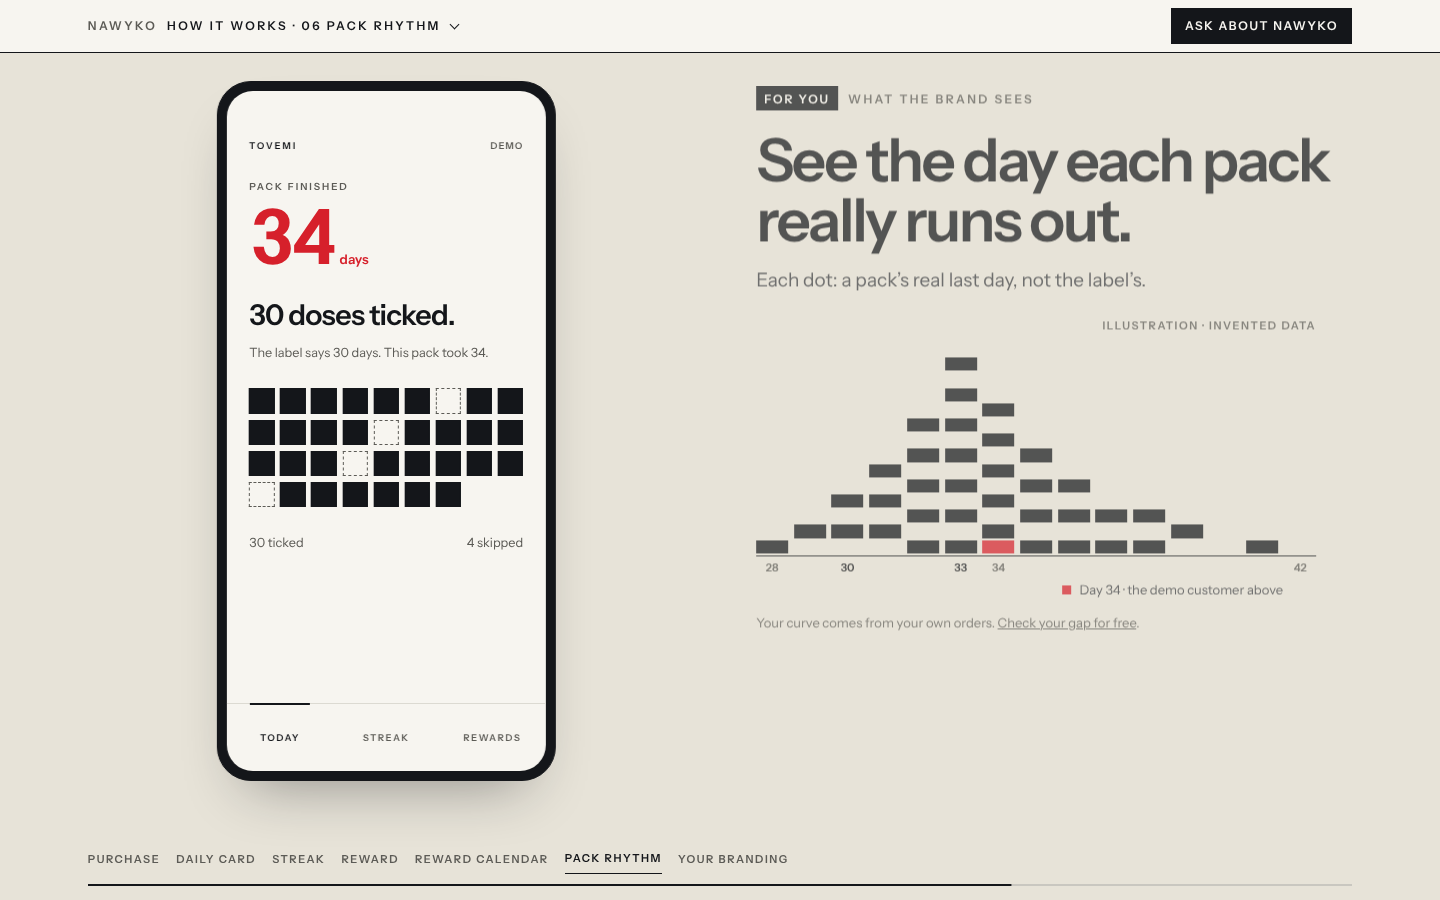 NAWYKO HOW IT WORKS · 06 PACK RHYTHM
ASK ABOUT NAWYKO
TOVEMI
DEMO
PACK FINISHED
34 days
30 doses ticked.
The label says 30 days. This pack took 34.
30 ticked
4 skipped
TODAY
STREAK
REWARDS
FOR YOU
WHAT THE BRAND SEES
See the day each pack
really runs out.
Each dot: a pack’s real last day, not the label’s.
ILLUSTRATION · INVENTED DATA
28 30 33 34 42
Day 34 · the demo customer above
Your curve comes from your own orders. Check your gap for free.
PURCHASE DAILY CARD STREAK REWARD REWARD CALENDAR PACK RHYTHM YOUR BRANDING